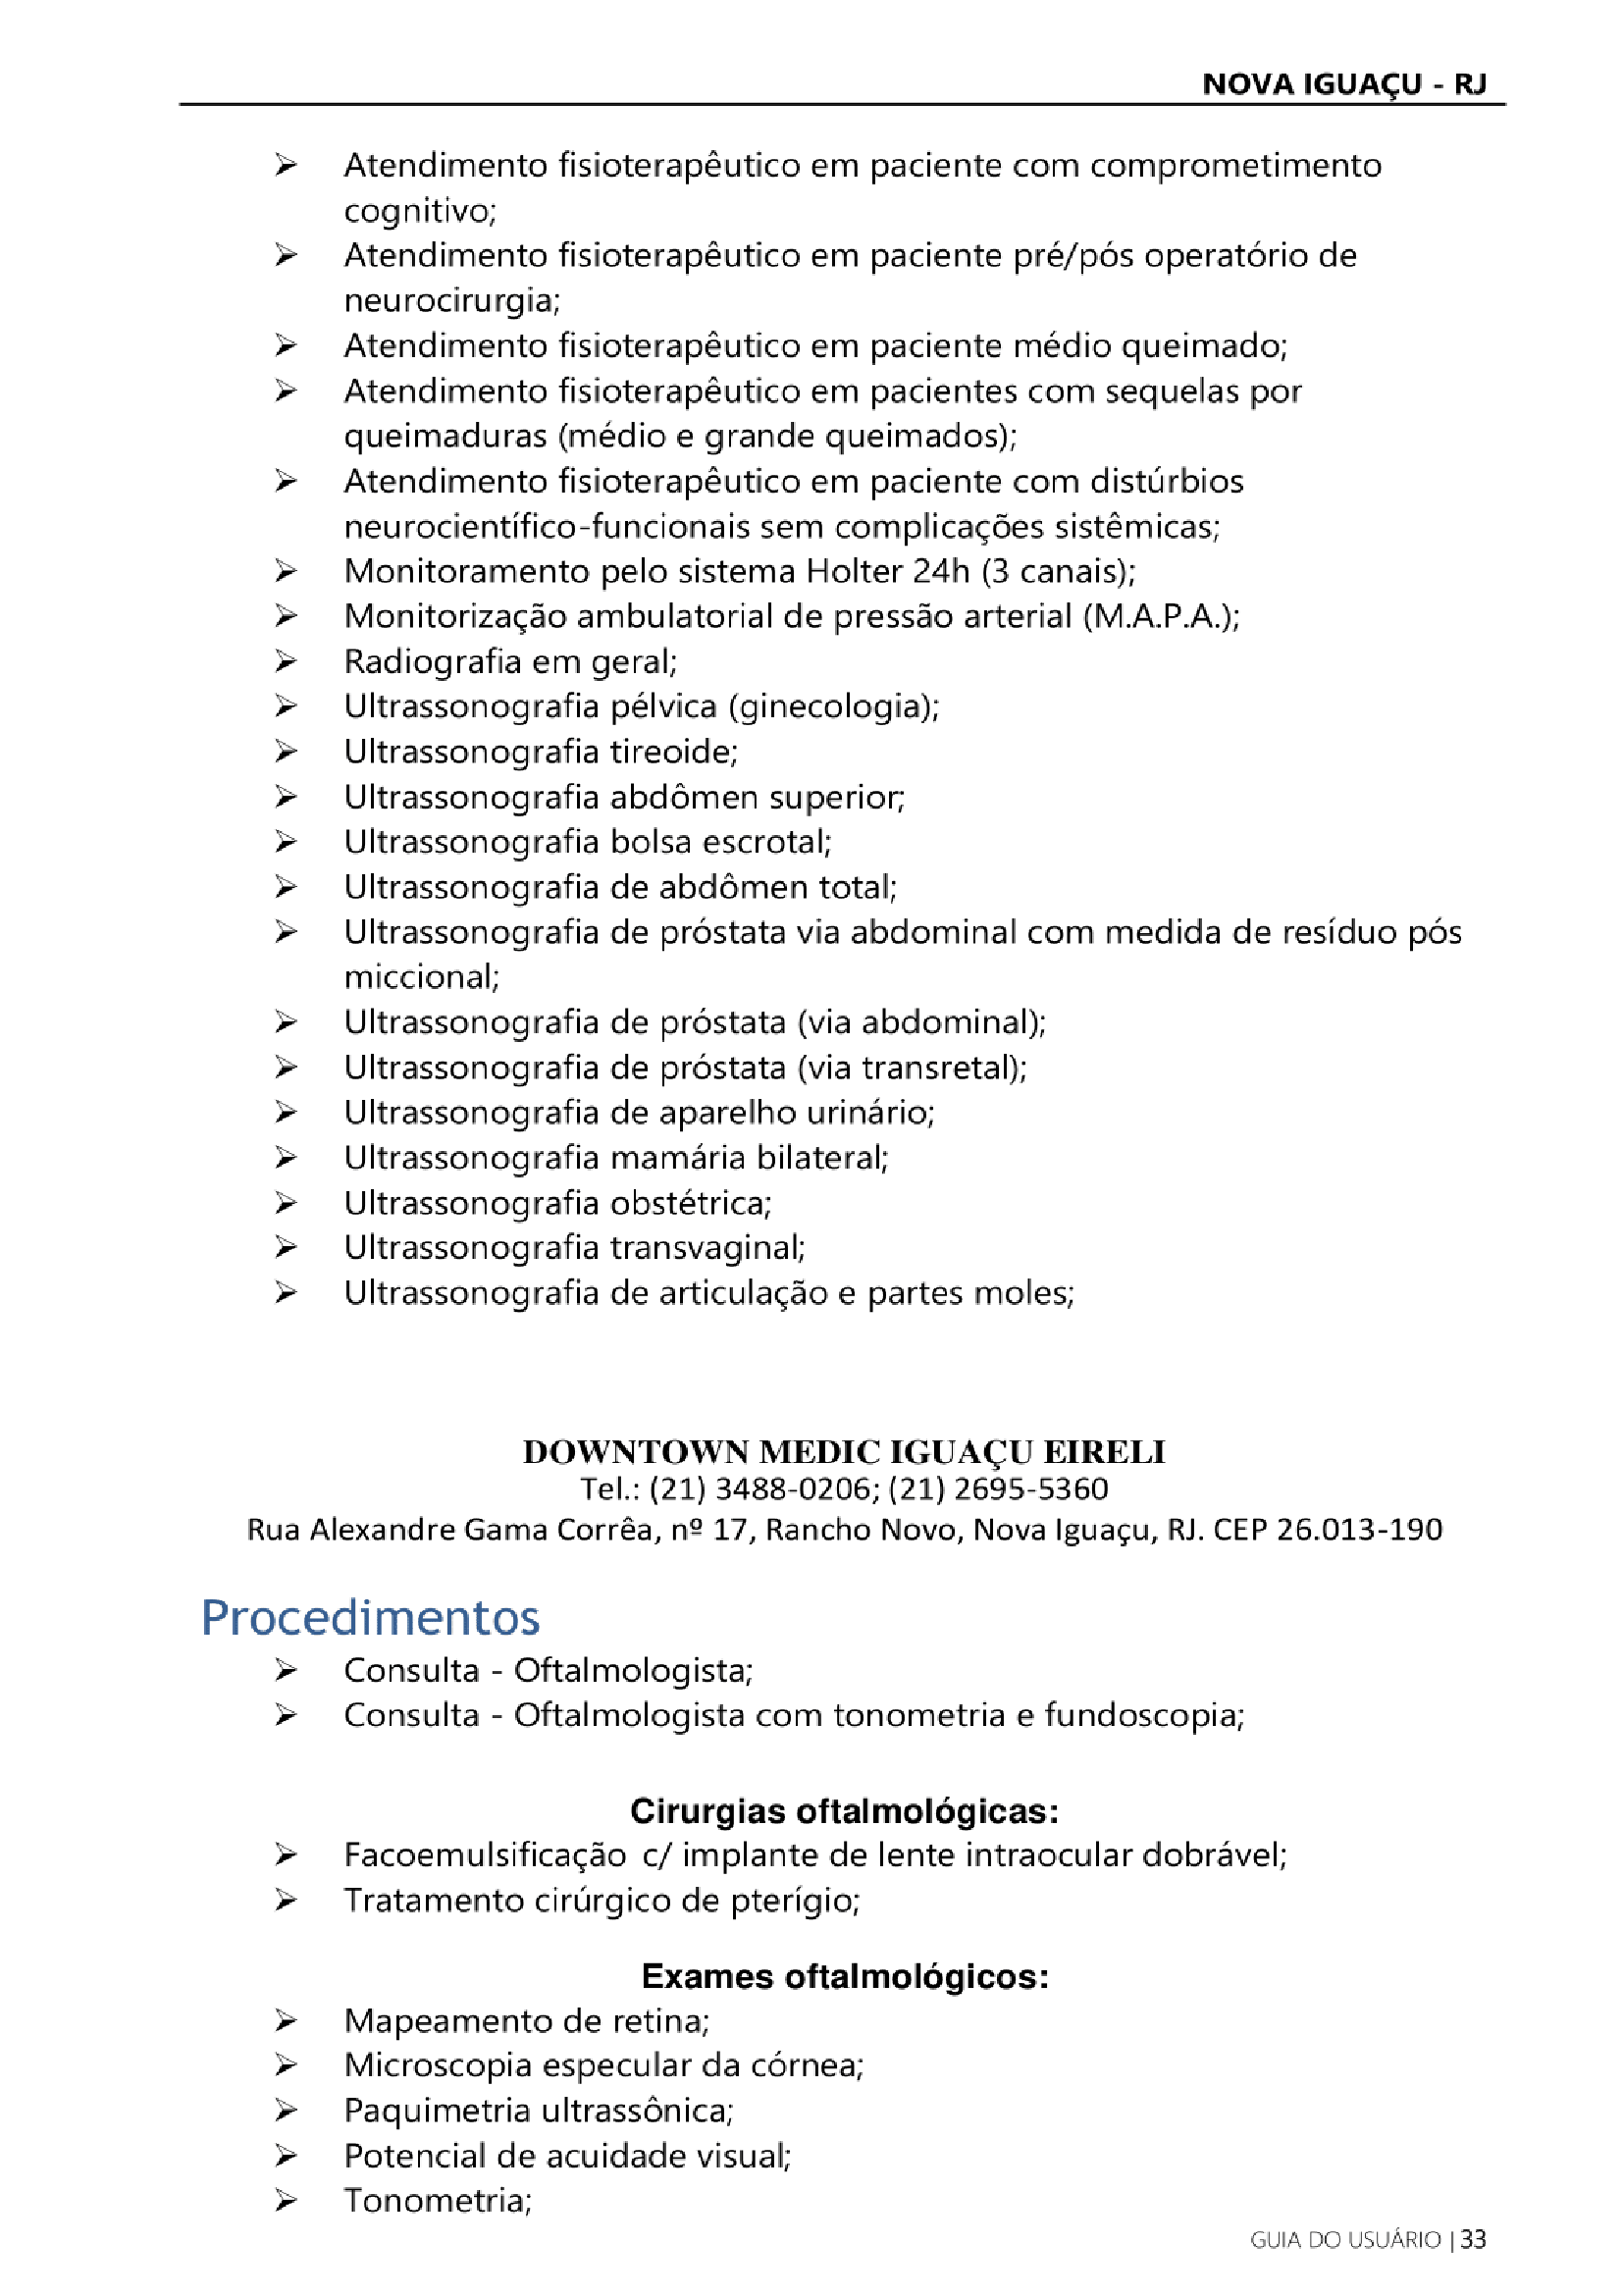 NOVA IGUAÇU - RJ
➢ Atendimento fisioterapêutico em paciente com comprometimento
cognitivo;
➢ Atendimento fisioterapêutico em paciente pré/pós operatório de
neurocirurgia;
➢ Atendimento fisioterapêutico em paciente médio queimado;
➢ Atendimento fisioterapêutico em pacientes com sequelas por
queimaduras (médio e grande queimados);
➢ Atendimento fisioterapêutico em paciente com distúrbios
neurocientífico-funcionais sem complicações sistêmicas;
➢ Monitoramento pelo sistema Holter 24h (3 canais);
➢ Monitorização ambulatorial de pressão arterial (M.A.P.A.);
➢ Radiografia em geral;
➢ Ultrassonografia pélvica (ginecologia);
➢ Ultrassonografia tireoide;
➢ Ultrassonografia abdômen superior;
➢ Ultrassonografia bolsa escrotal;
➢ Ultrassonografia de abdômen total;
➢ Ultrassonografia de próstata via abdominal com medida de resíduo pós
miccional;
➢ Ultrassonografia de próstata (via abdominal);
➢ Ultrassonografia de próstata (via transretal);
➢ Ultrassonografia de aparelho urinário;
➢ Ultrassonografia mamária bilateral;
➢ Ultrassonografia obstétrica;
➢ Ultrassonografia transvaginal;
➢ Ultrassonografia de articulação e partes moles;
DOWNTOWN MEDIC IGUAÇU EIRELI
Tel.: (21) 3488-0206; (21) 2695-5360
Rua Alexandre Gama Corrêa, nº 17, Rancho Novo, Nova Iguaçu, RJ. CEP 26.013-190
Procedimentos
➢ Consulta - Oftalmologista;
➢ Consulta - Oftalmologista com tonometria e fundoscopia;
Cirurgias oftalmológicas:
➢ Facoemulsificação c/ implante de lente intraocular dobrável;
➢ Tratamento cirúrgico de pterígio;
Exames oftalmológicos:
➢ Mapeamento de retina;
➢ Microscopia especular da córnea;
➢ Paquimetria ultrassônica;
➢ Potencial de acuidade visual;
➢ Tonometria;
GUIA DO USUÁRIO | 33